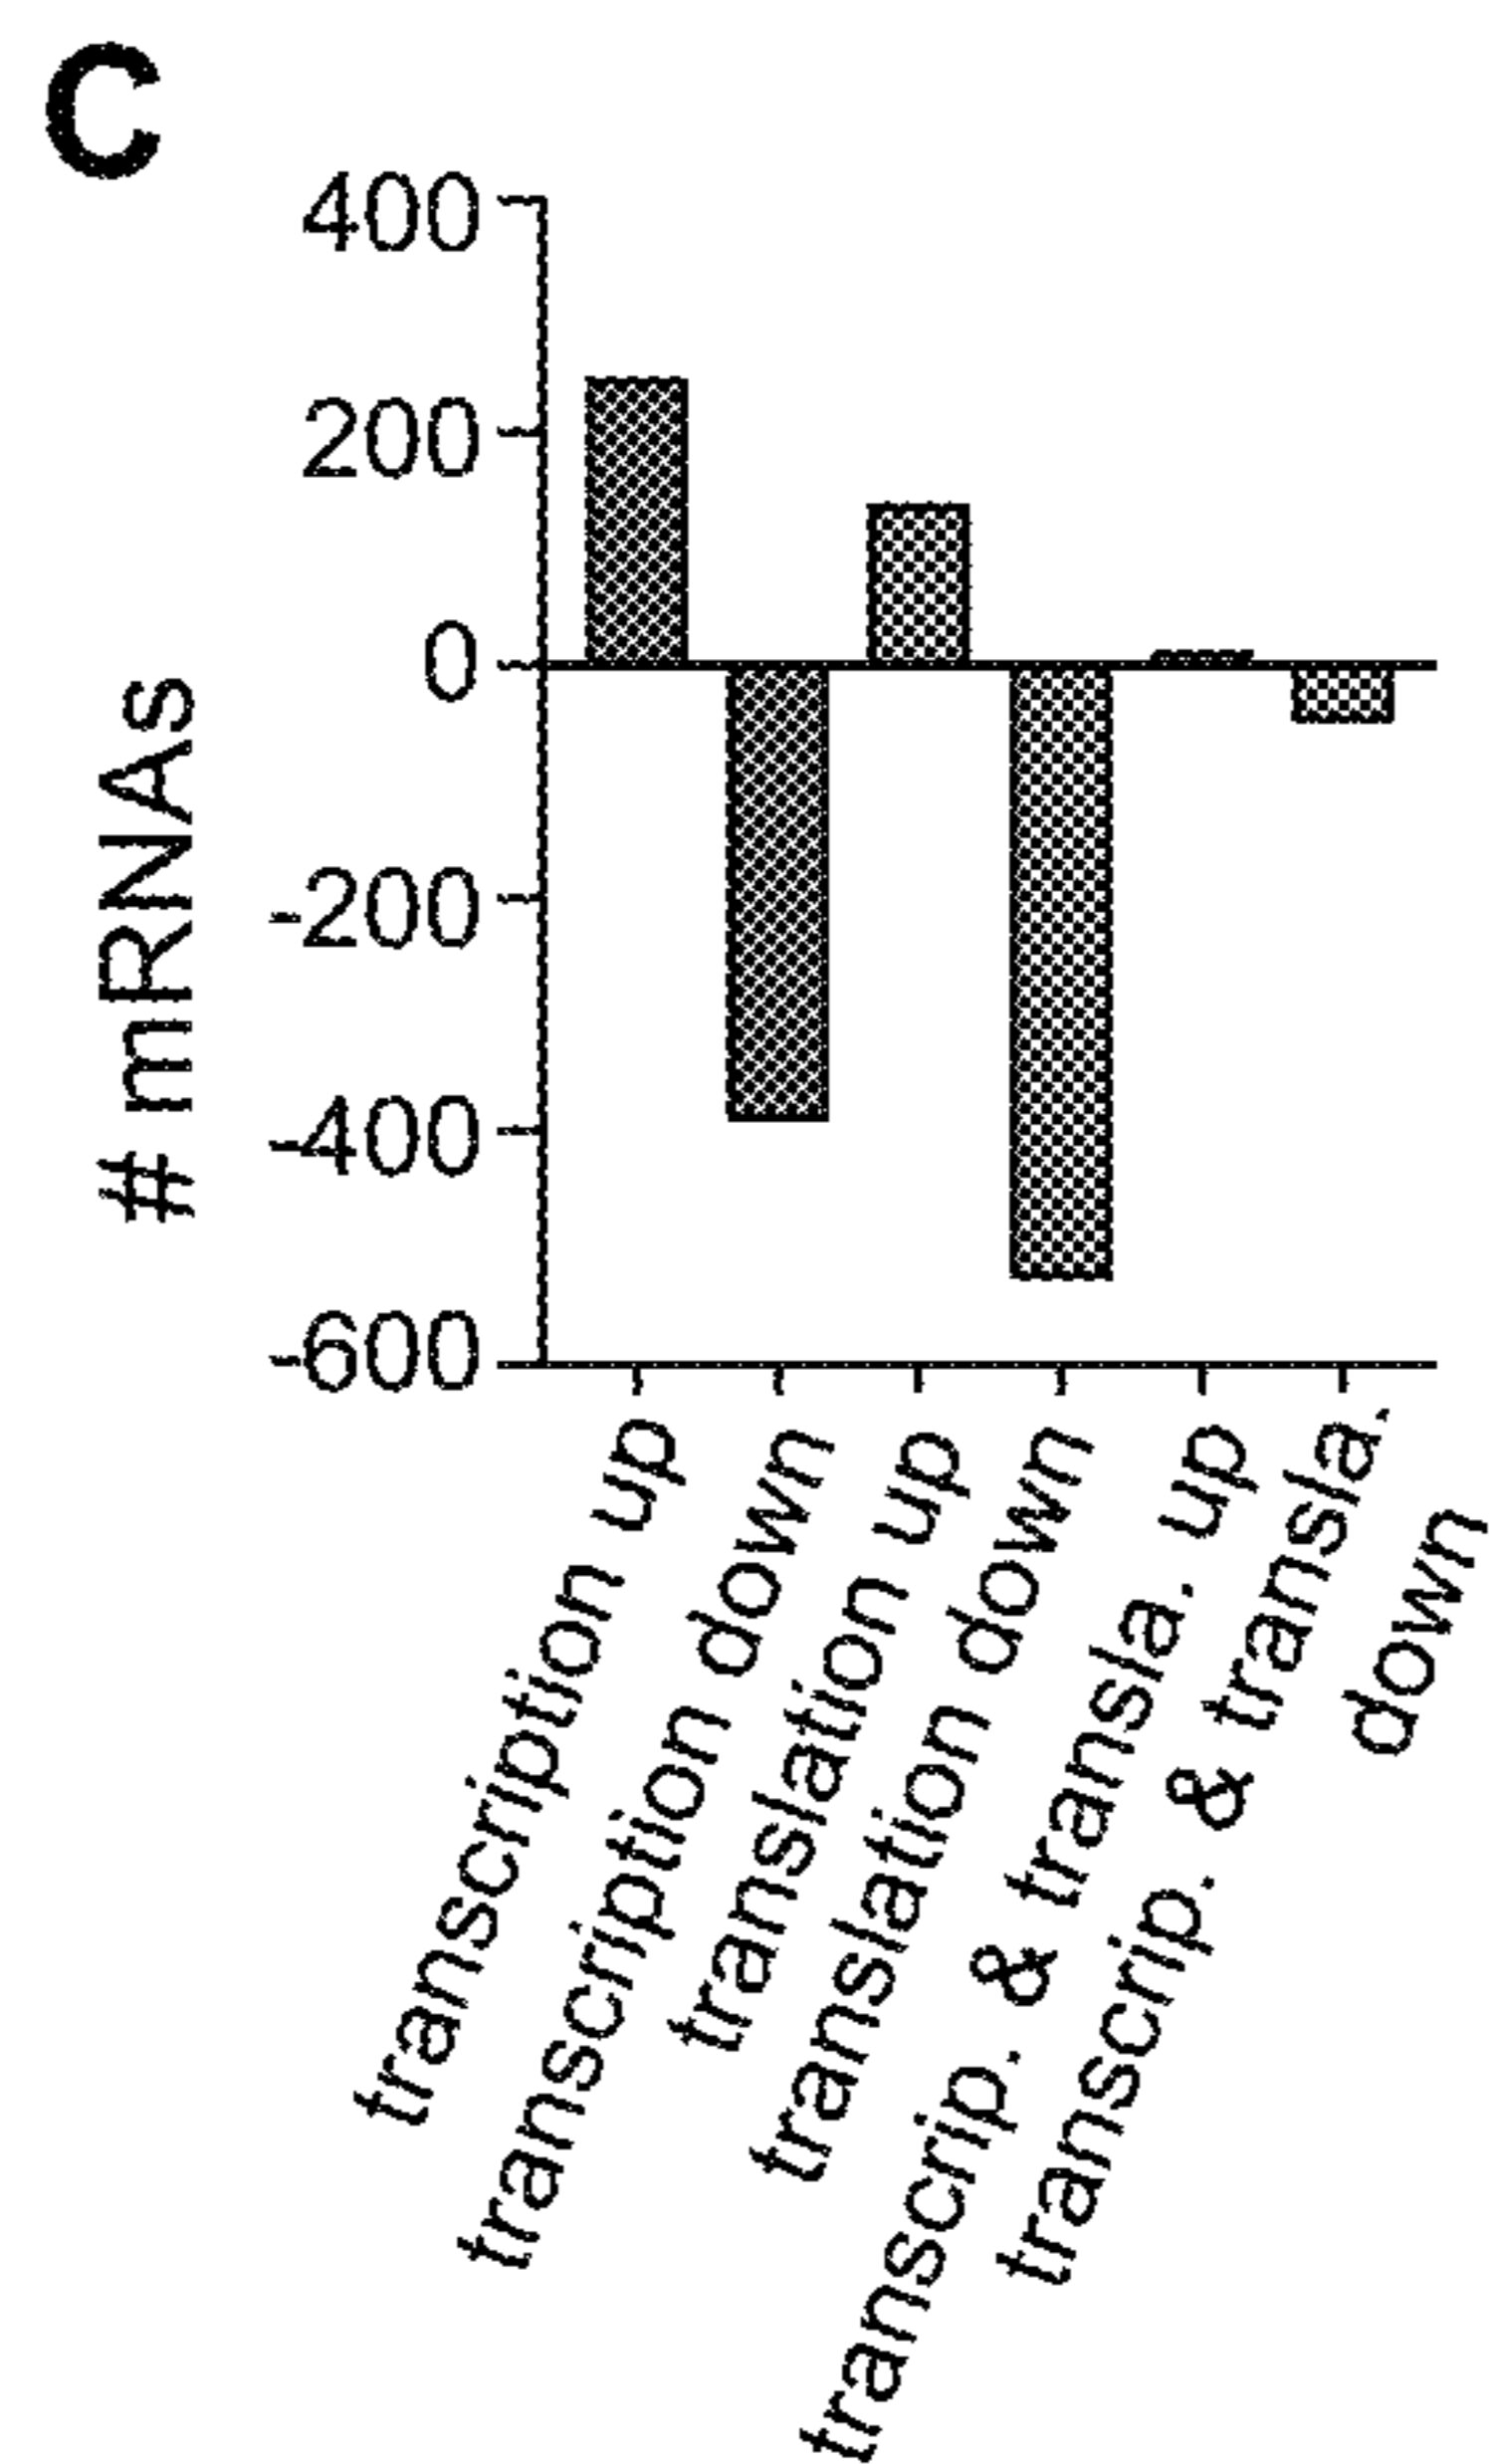 C
400
200
0
-200
-400
-600
# mRNAs
transcription up
transcription down
translation up
translation down
transcrip. & transla. up
transcrip. & transla.
down